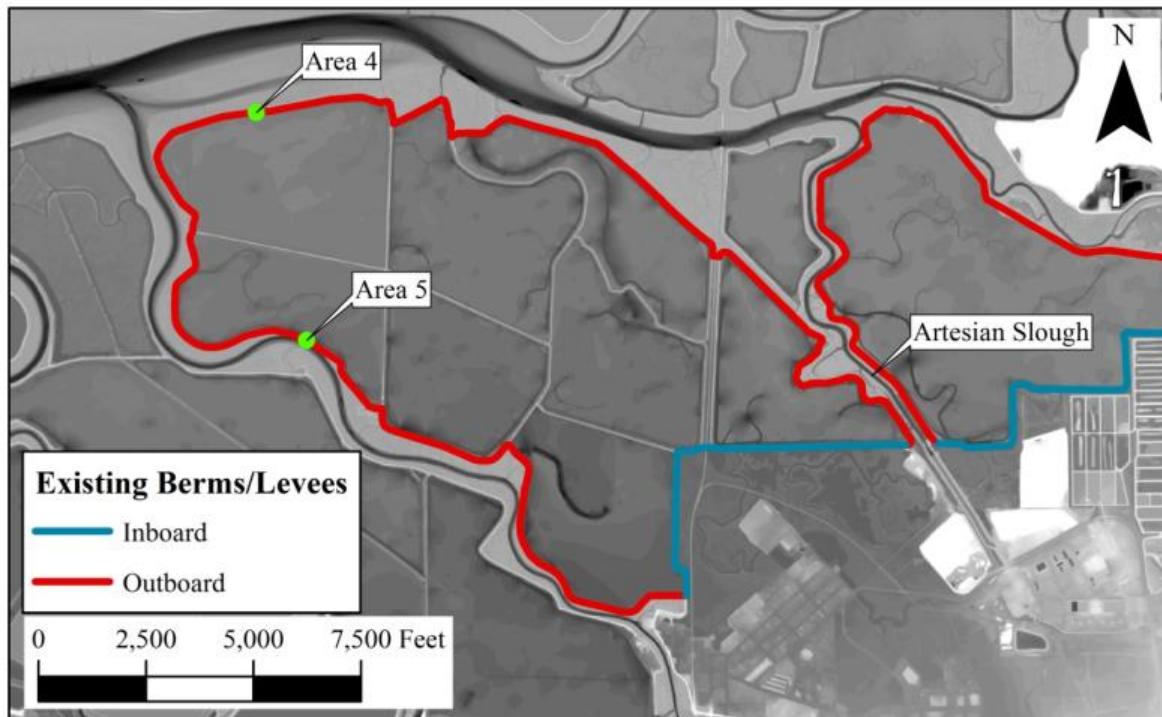 Area 4
N
Area 5
Artesian Slough
Existing Berms/Levees
Inboard
Outboard
0 2,500 5,000 7,500 Feet